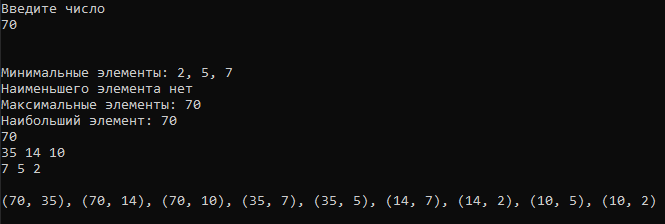 Введите число
70
Минимальные элементы: 2, 5, 7
Наименьшего элемента нет
Максимальные элементы: 70
Наибольший элемент: 70
70
35 14 10
7 5 2
(70, 35), (70, 14), (70, 10), (35, 7), (35, 5), (14, 7), (14, 2), (10, 5), (10, 2)